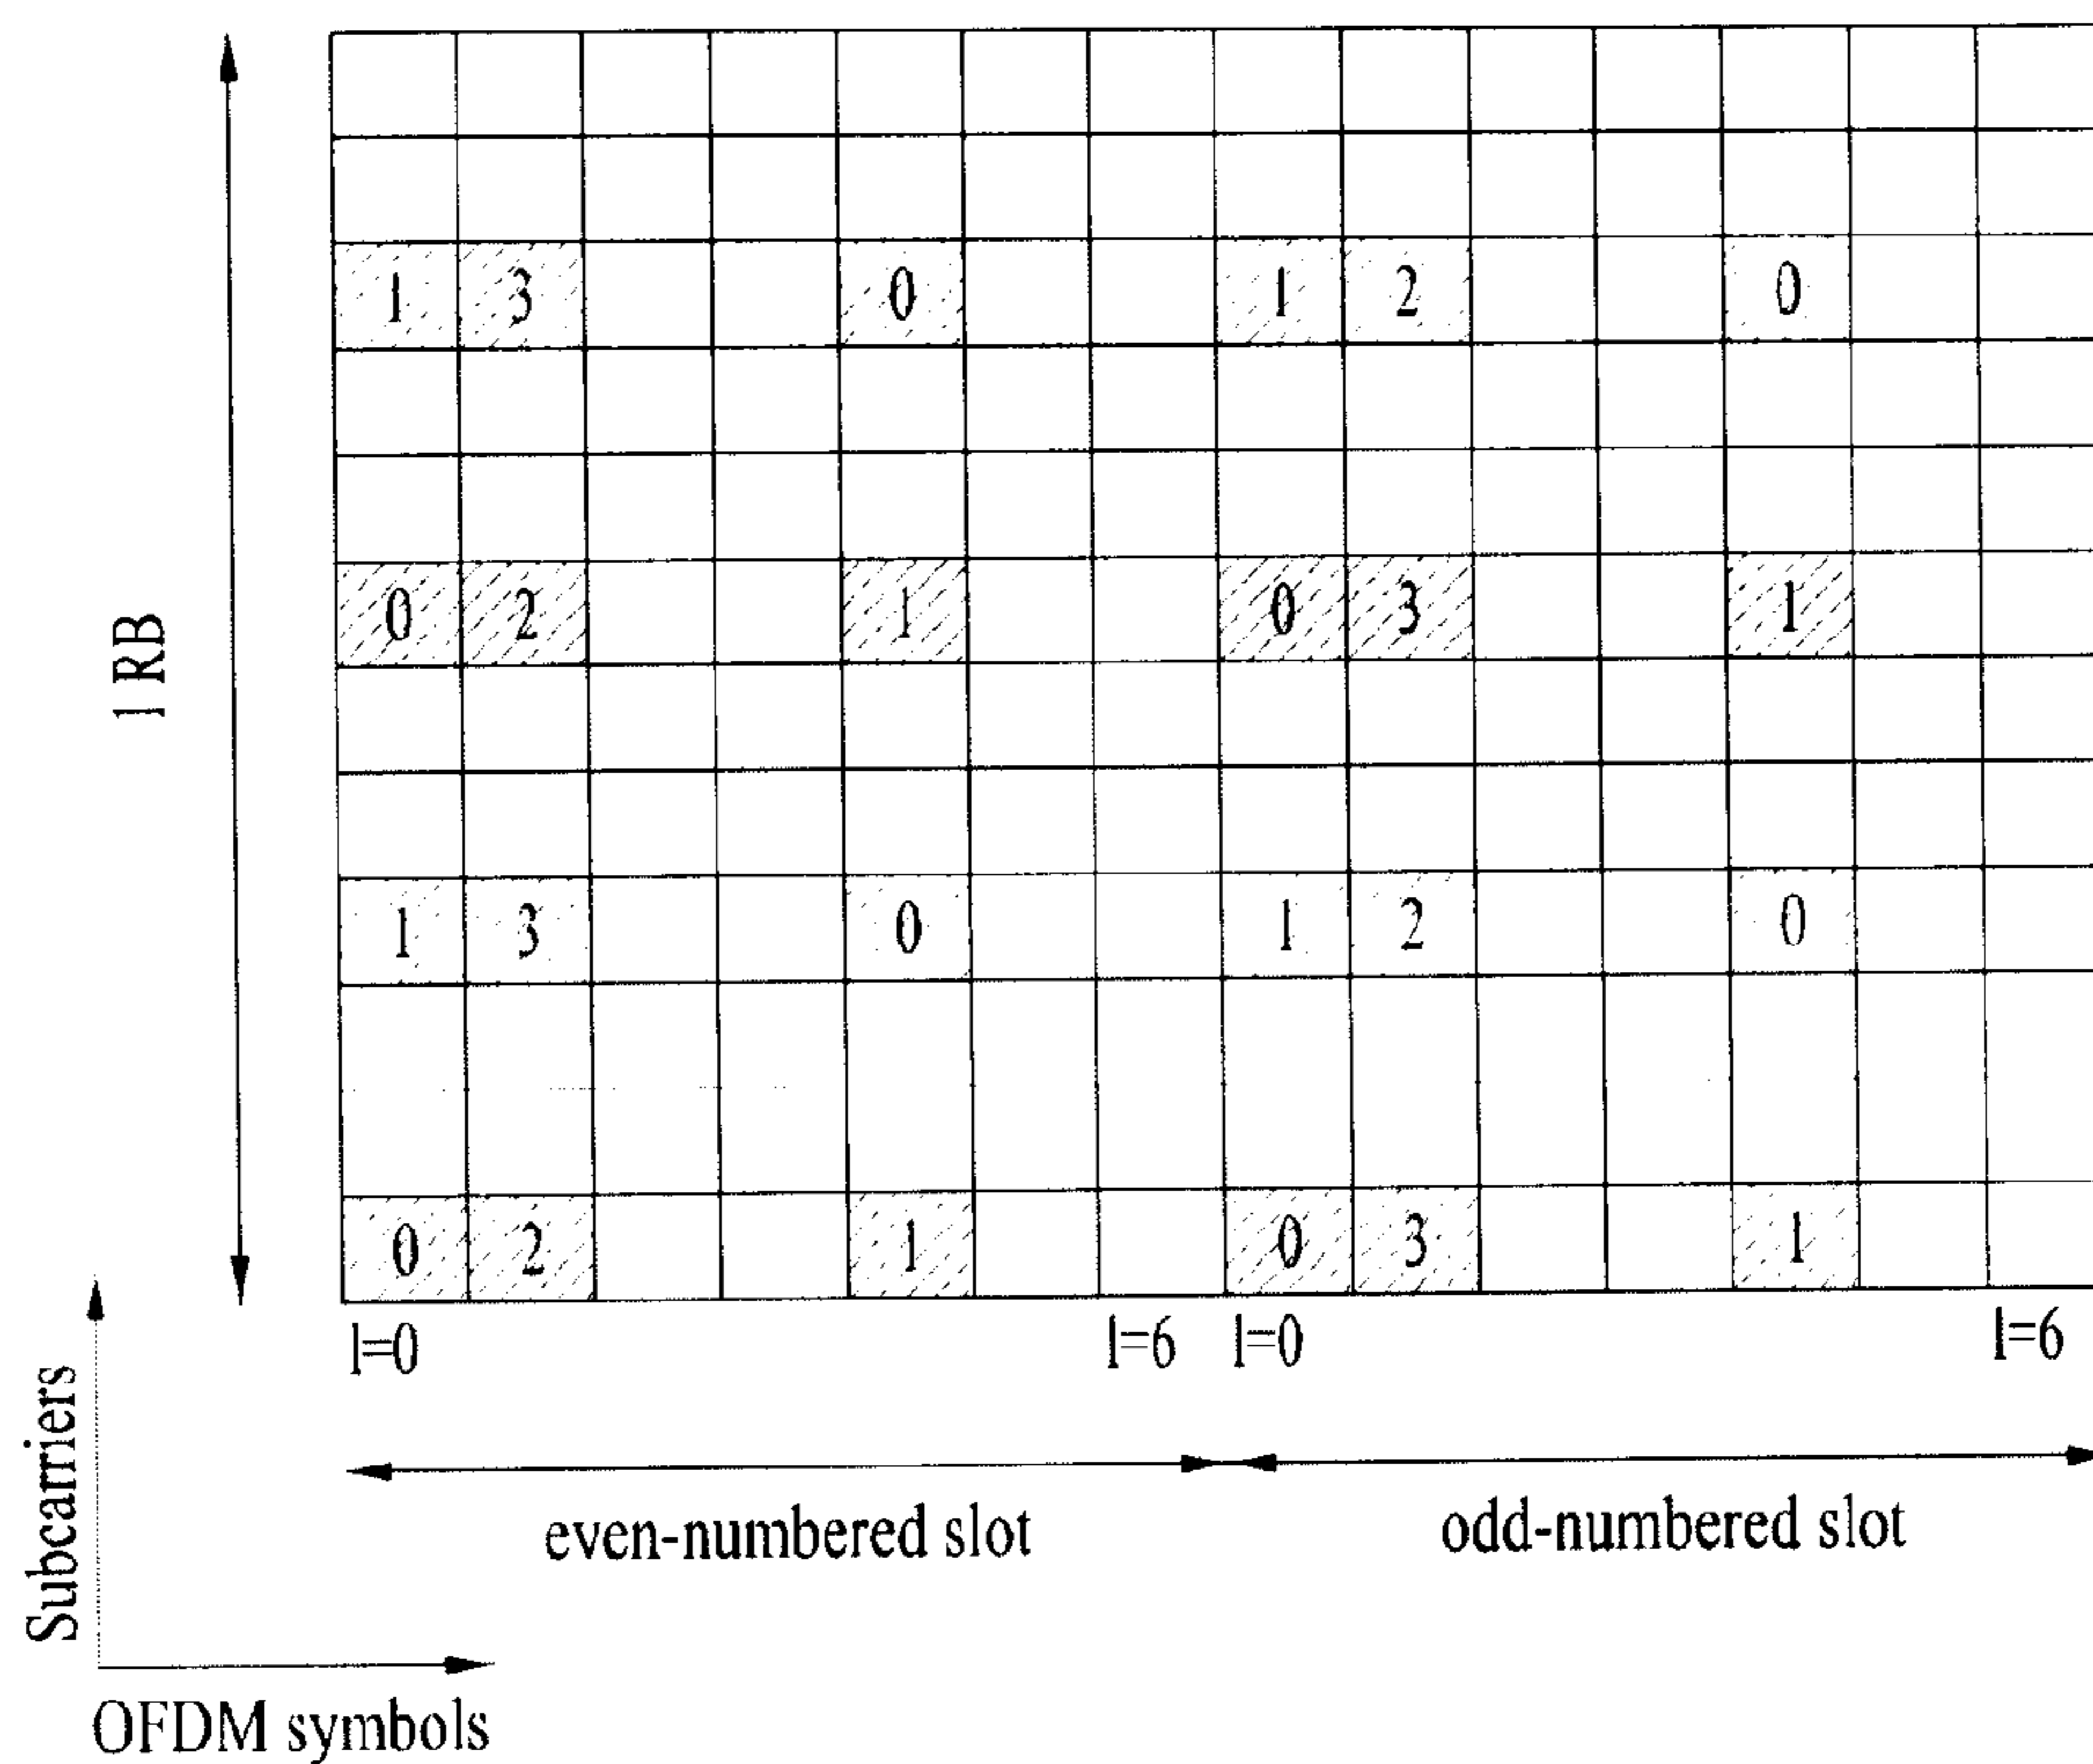 1 3 0 1 2 0
1 RB
0 2 1 0 3 1
1 3 0 1 2 0
0 2 1 0 3 1
l=0 l=6 l=0 l=6
Subcarriers
even-numbered slot odd-numbered slot
OFDM symbols